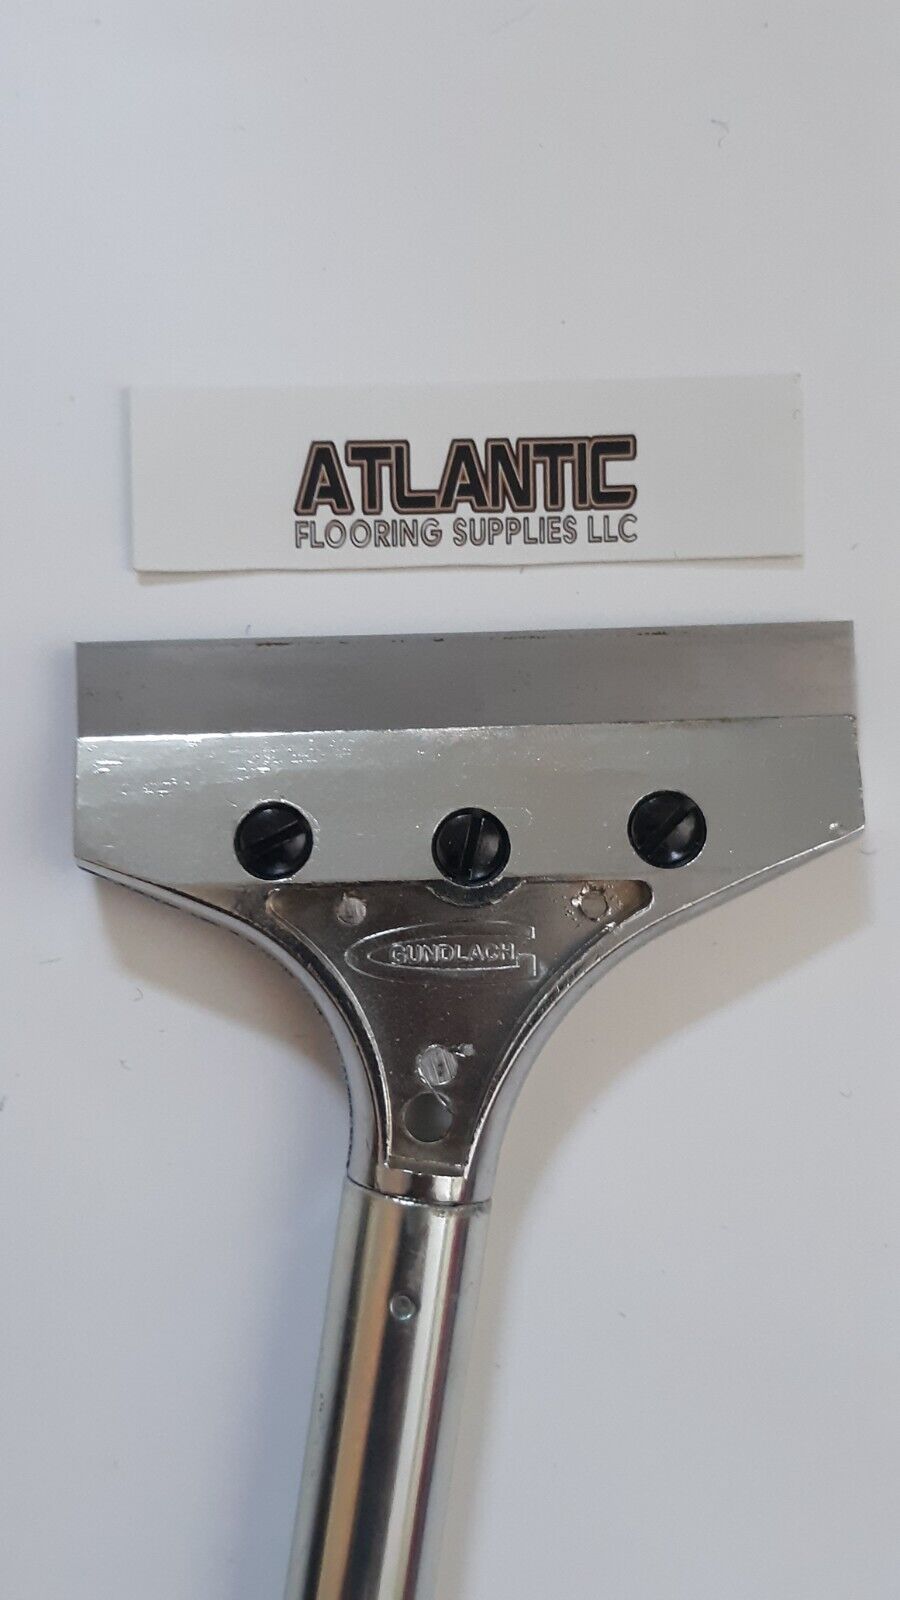 ATLANTIC
FLOORING SUPPLIES LLC
GUNDLACH